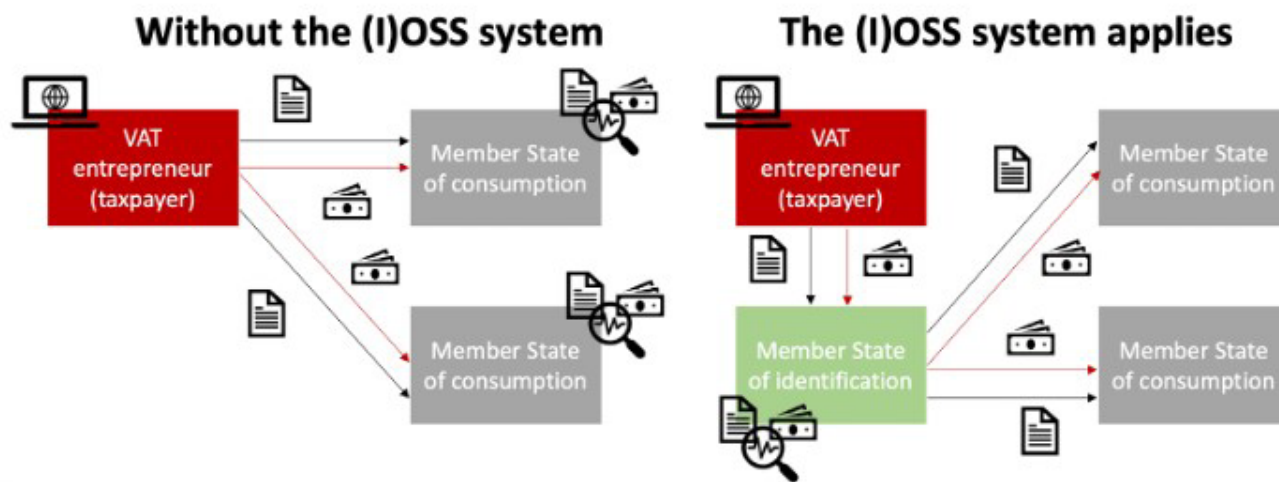 Without the (I)OSS system
VAT
entrepreneur
(taxpayer)
Member State
of consumption
Member State
of consumption
The (I)OSS system applies
VAT
entrepreneur
(taxpayer)
Member State
of consumption
Member State
of identification
Member State
of consumption